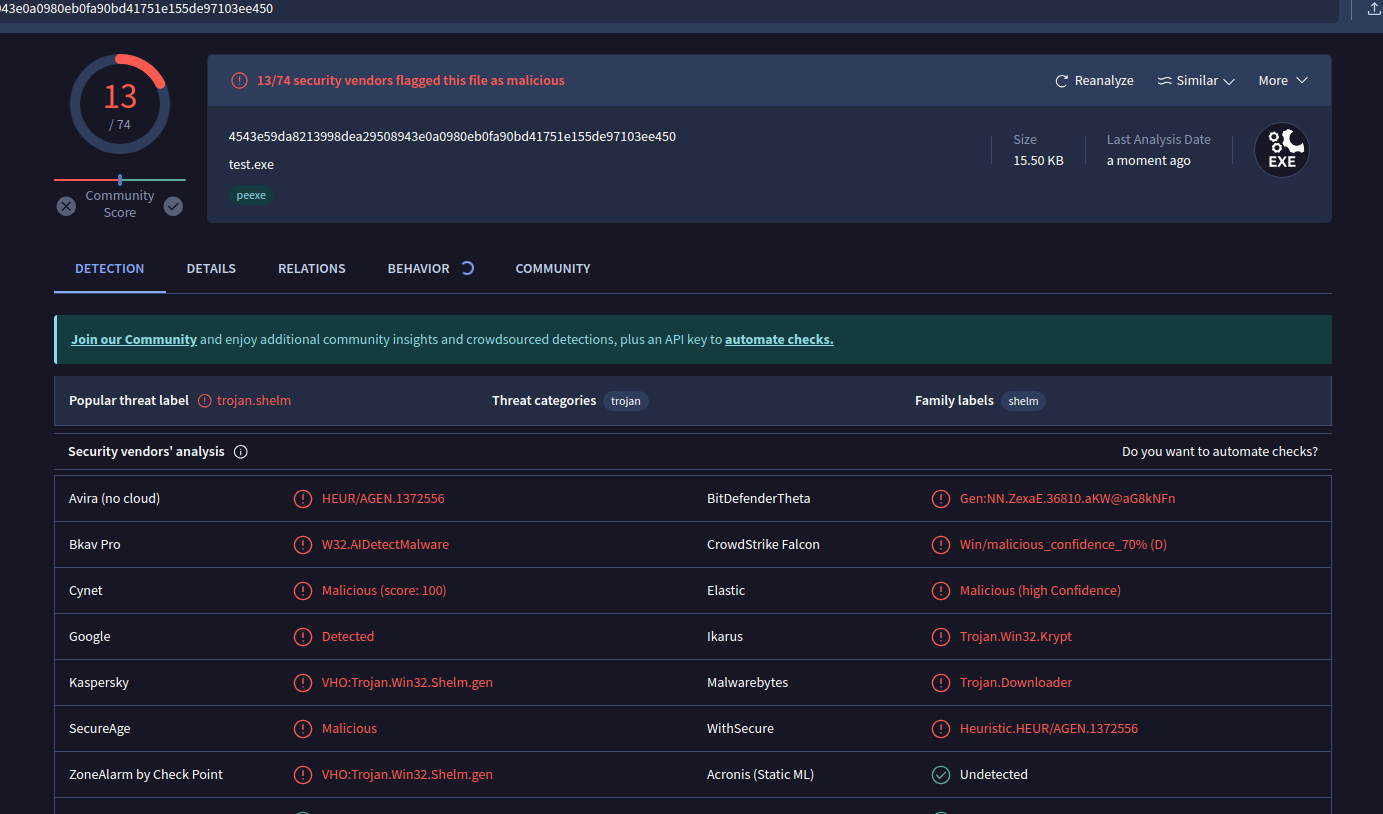 943e0a0980eb0fa90bd41751e155de97103ee450
13
/ 74
Community
Score
13/74 security vendors flagged this file as malicious
Reanalyze
Similar
More
4543e59da8213998dea29508943e0a0980eb0fa90bd41751e155de97103ee450
test.exe
peexe
Size
15.50 KB
Last Analysis Date
a moment ago
EXE
DETECTION
DETAILS
RELATIONS
BEHAVIOR
COMMUNITY
Join our Community and enjoy additional community insights and crowdsourced detections, plus an API key to automate checks.
Popular threat label
trojan.shelm
Threat categories
trojan
Family labels
shelm
Security vendors' analysis
Do you want to automate checks?
Avira (no cloud)
HEUR/AGEN.1372556
BitDefenderTheta
Gen:NN.ZexaE.36810.aKW@aG8kNFn
Bkav Pro
W32.AIDetectMalware
CrowdStrike Falcon
Win/malicious_confidence_70% (D)
Cynet
Malicious (score: 100)
Elastic
Malicious (high Confidence)
Google
Detected
Ikarus
Trojan.Win32.Krypt
Kaspersky
VHO:Trojan.Win32.Shelm.gen
Malwarebytes
Trojan.Downloader
SecureAge
Malicious
WithSecure
Heuristic.HEUR/AGEN.1372556
ZoneAlarm by Check Point
VHO:Trojan.Win32.Shelm.gen
Acronis (Static ML)
Undetected